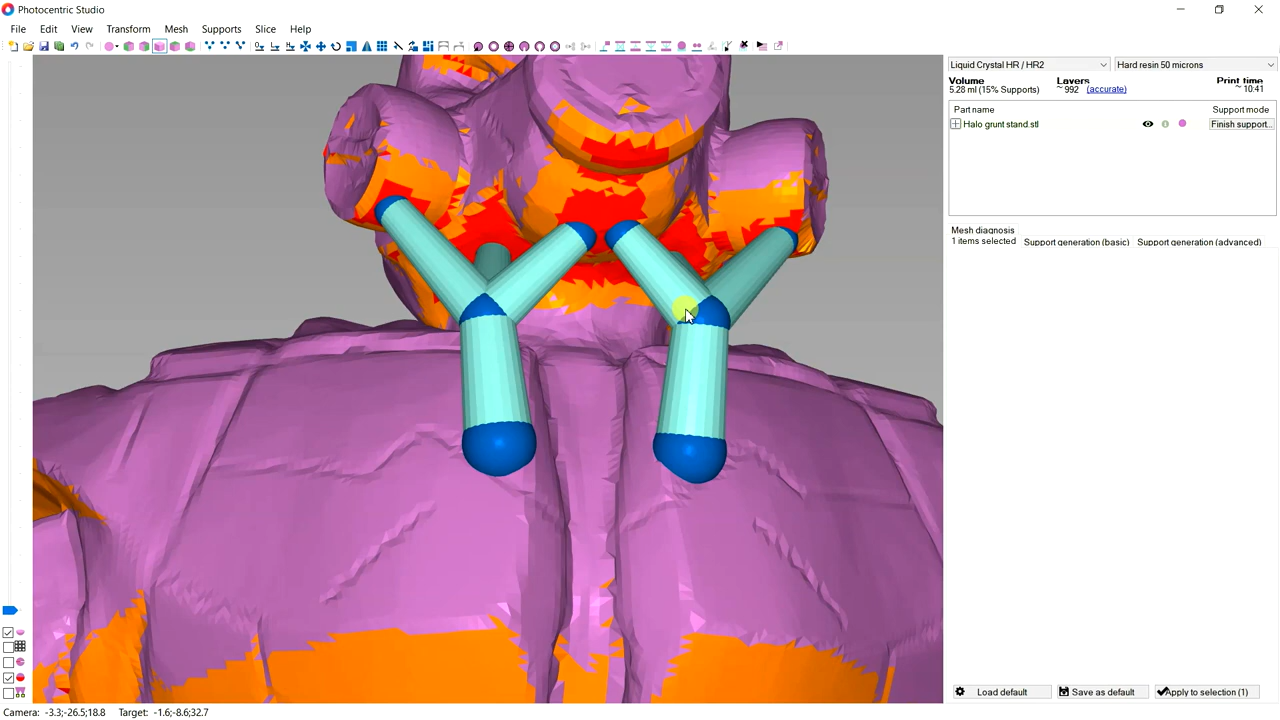 Photocentric Studio
File Edit View Transform Mesh Supports Slice Help
Liquid Crystal HR / HR2 Hard resin 50 microns
Volume Layers Print time
5.28 ml (15% Supports) ~ 992 (accurate) ~ 10:41
Part name Support mode
Halo grunt stand.stl Finish support...
Mesh diagnosis
1 items selected Support generation (basic) Support generation (advanced)
Load default Save as default Apply to selection (1)
Camera: -3.3;-26.5;18.8 Target: -1.6;-8.6;32.7